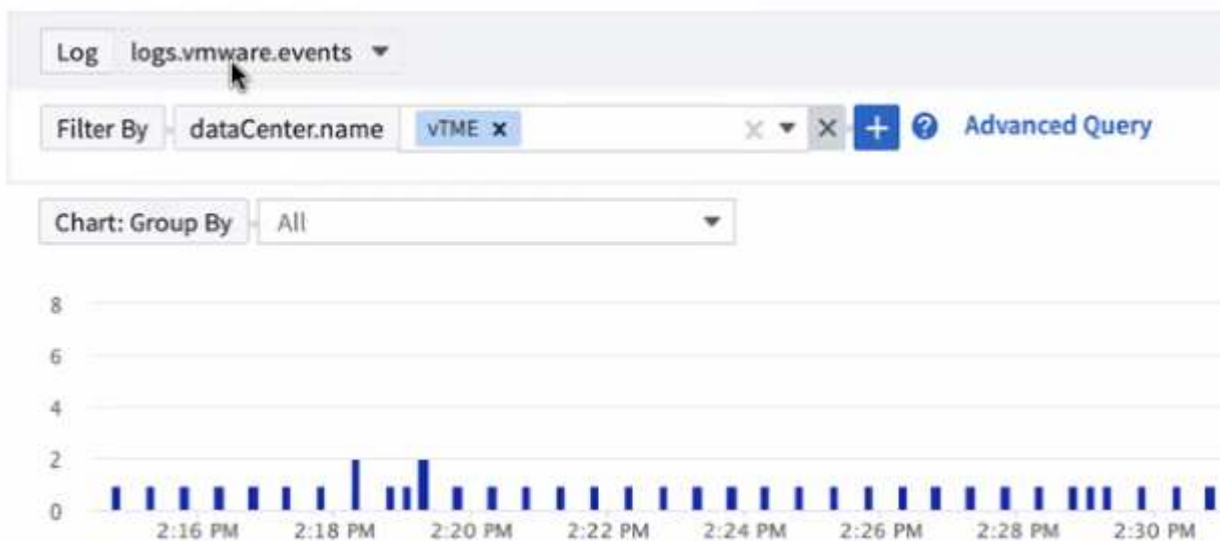 Log logs.vmware.events
Filter By dataCenter.name vTME x × × + ? Advanced Query
Chart: Group By All
8
6
4
2
0
2:16 PM 2:18 PM 2:20 PM 2:22 PM 2:24 PM 2:26 PM 2:28 PM 2:30 PM